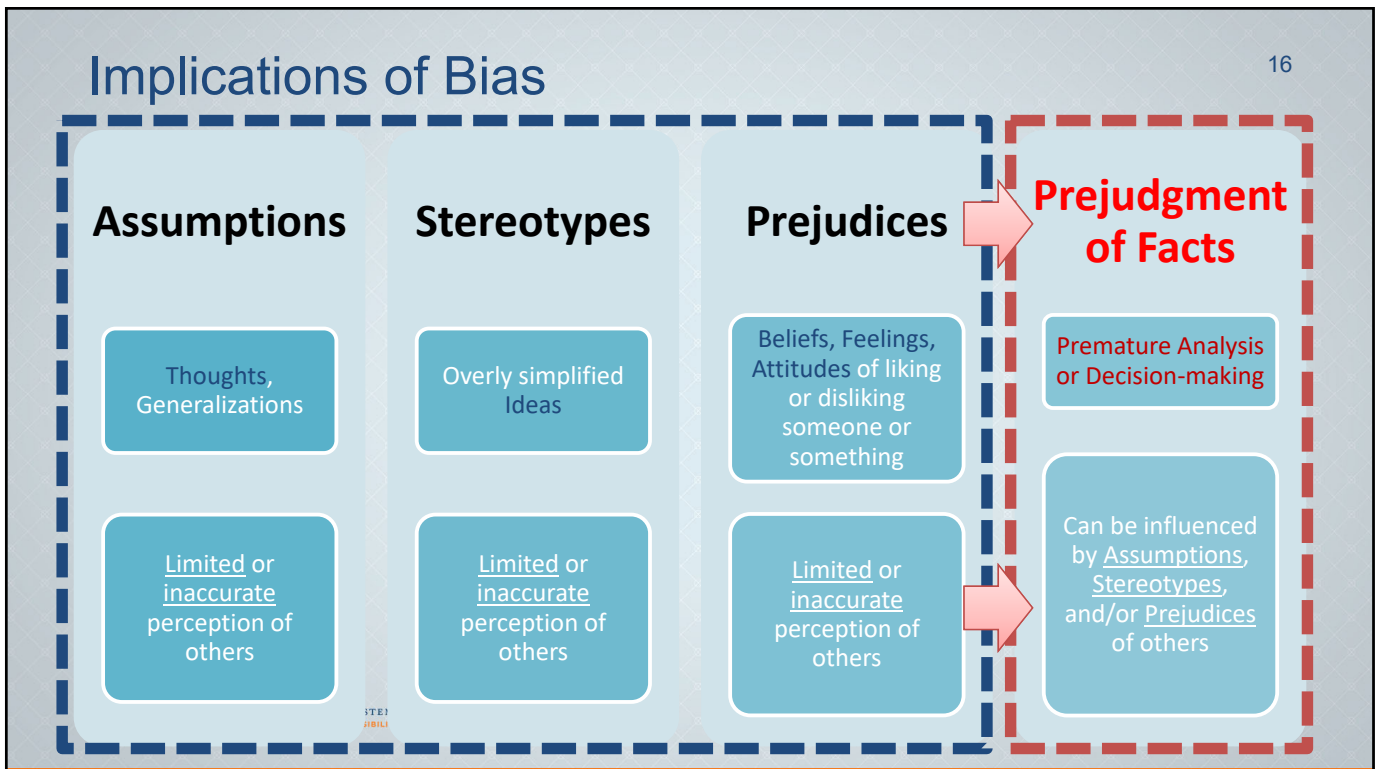 Implications of Bias
16
Assumptions
Thoughts,
Generalizations
Limited or
inaccurate
perception of
others
Stereotypes
Overly simplified
Ideas
Limited or
inaccurate
perception of
others
Prejudices
Beliefs, Feelings,
Attitudes of liking
or disliking
someone or
something
Limited or
inaccurate
perception of
others
Prejudgment
of Facts
Premature Analysis
or Decision-making
Can be influenced
by Assumptions,
Stereotypes,
and/or Prejudices
of others